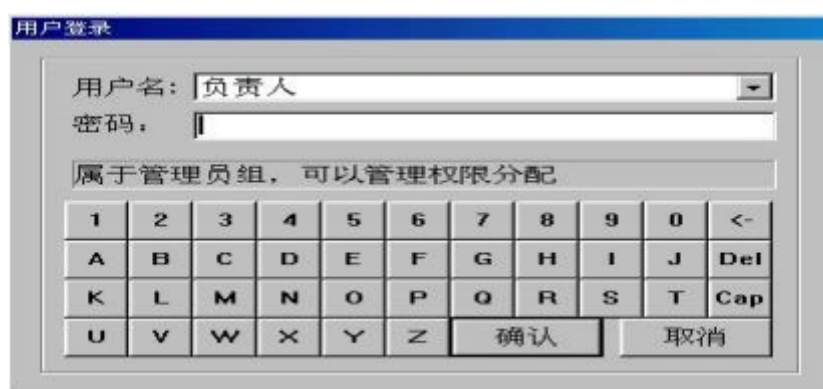 用户登录
用户名: 负责人
密码:
属于管理员组，可以管理权限分配
1 2 3 4 5 6 7 8 9 0 <-
A B C D E F G H I J Del
K L M N O P Q R S T Cap
U V W X Y Z 确认 取消